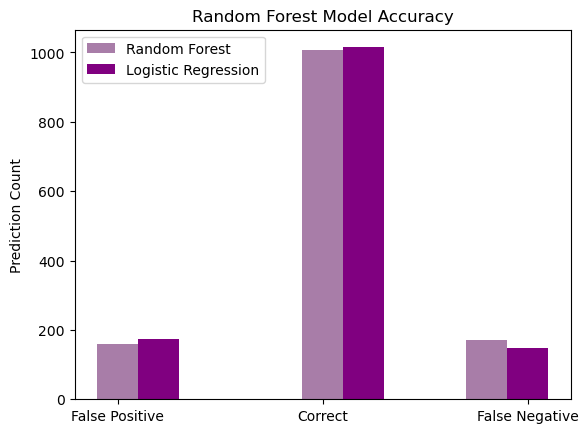 Random Forest Model Accuracy
Random Forest
Logistic Regression
Prediction Count
1000
800
600
400
200
0
False Positive
Correct
False Negative